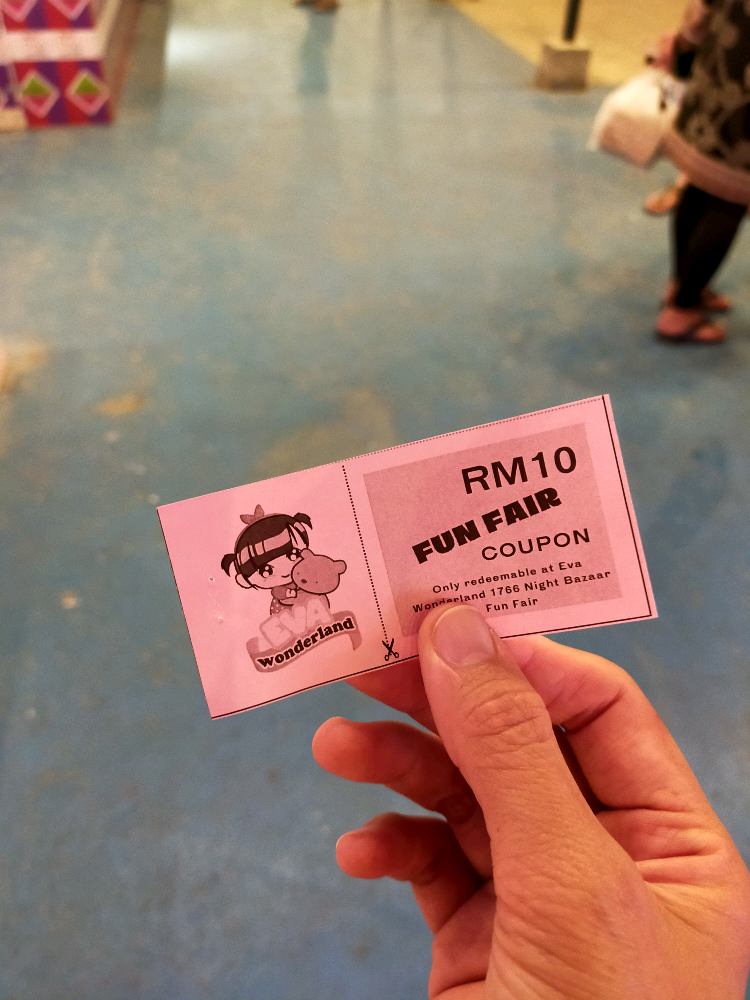 EVA
wonderland
RM10
FUN FAIR
COUPON
Only redeemable at Eva
Wonderland 1766 Night Bazaar
Fun Fair